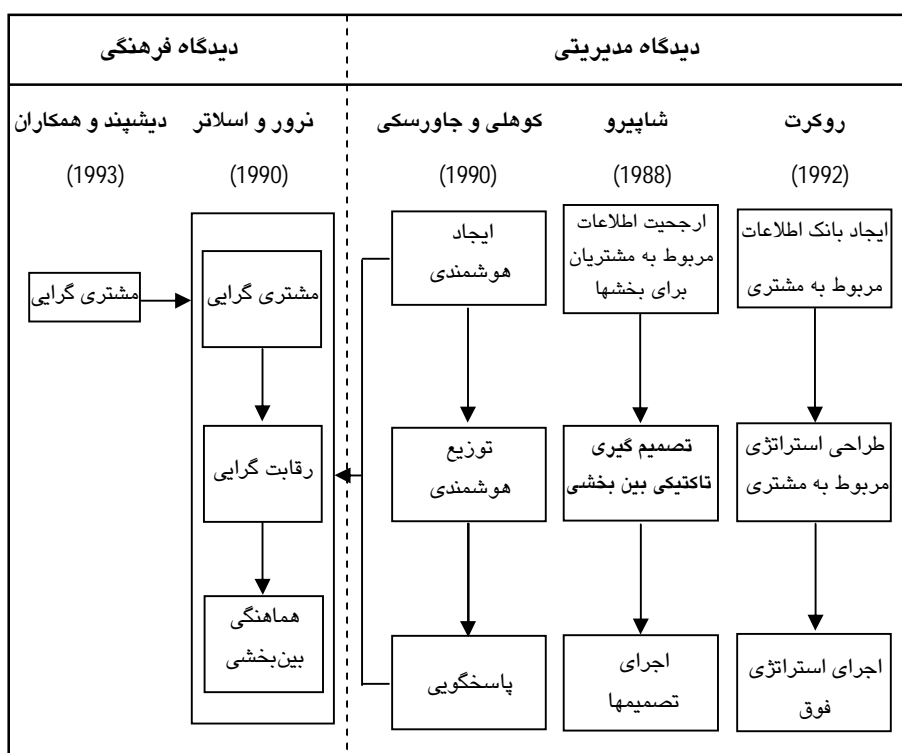 دیدگاه مدیریتی
دیدگاه فرهنگی
روکرت
(1992)
شاپیرو
(1988)
کوهلی و جاورسکی
(1990)
نرور و اسلاتر
(1990)
دیشپند و همکاران
(1993)
ایجاد بانک اطلاعات
مربوط به مشتری
طراحی استراتژی
مربوط به مشتری
اجرای استراتژی
فوق
ارجحیت اطلاعات
مربوط به مشتریان
برای بخشها
تصمیم گیری
تاکتیکی بین بخشی
اجرای
تصمیمها
ایجاد
هوشمندی
توزیع
هوشمندی
پاسخگویی
مشتری گرایی
رقابت گرایی
هماهنگی
بین‌بخشی
مشتری گرایی